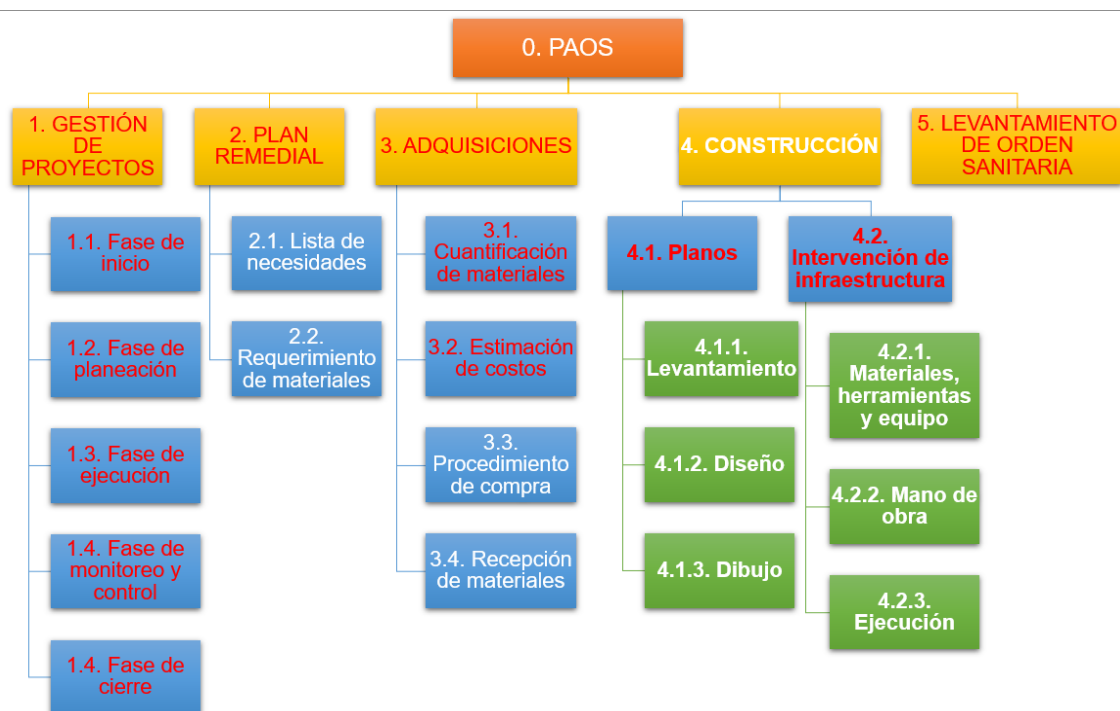 0. PAOS
1. GESTIÓN
DE
PROYECTOS
1.1. Fase de
inicio
1.2. Fase de
planeación
1.3. Fase de
ejecución
1.4. Fase de
monitoreo y
control
1.4. Fase de
cierre
2. PLAN
REMEDIAL
2.1. Lista de
necesidades
2.2.
Requerimiento
de materiales
3. ADQUISICIONES
3.1.
Cuantificación
de materiales
3.2. Estimación
de costos
3.3.
Procedimiento
de compra
3.4. Recepción
de materiales
4. CONSTRUCCIÓN
4.1. Planos
4.1.1.
Levantamiento
4.1.2. Diseño
4.1.3. Dibujo
4.2.
Intervención de
infraestructura
4.2.1.
Materiales,
herramientas
y equipo
4.2.2. Mano de
obra
4.2.3.
Ejecución
5. LEVANTAMIENTO
DE ORDEN
SANITARIA